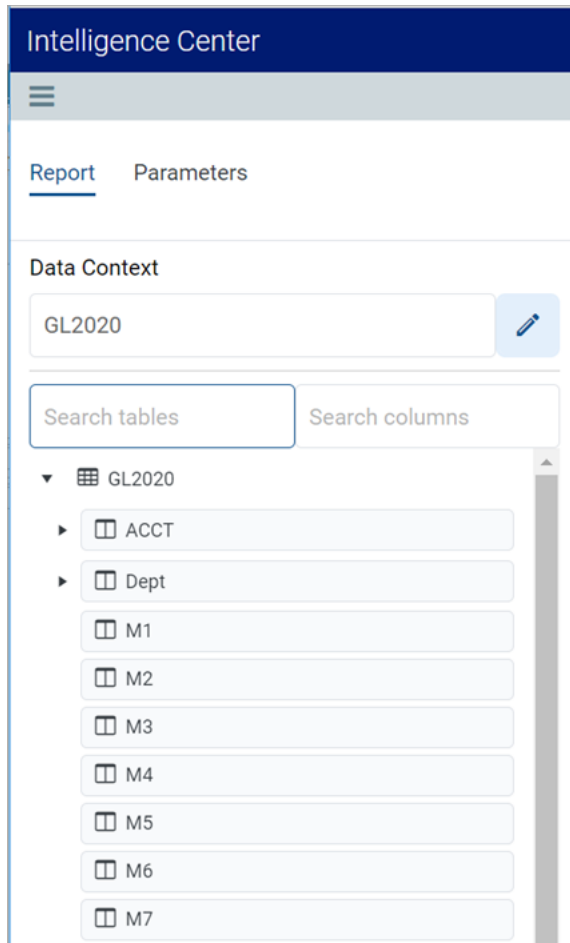 Intelligence Center
Report Parameters
Data Context
GL2020
Search tables Search columns
GL2020
ACCT
Dept
M1
M2
M3
M4
M5
M6
M7